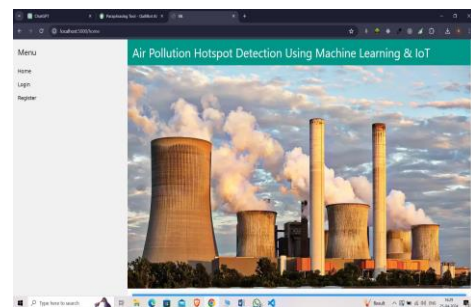 ChatGPT
Paraphrasing Tool - QuillBot AI
localhost:5000/home
Menu
Air Pollution Hotspot Detection Using Machine Learning & IoT
Home
Login
Register
Type here to search
ENG